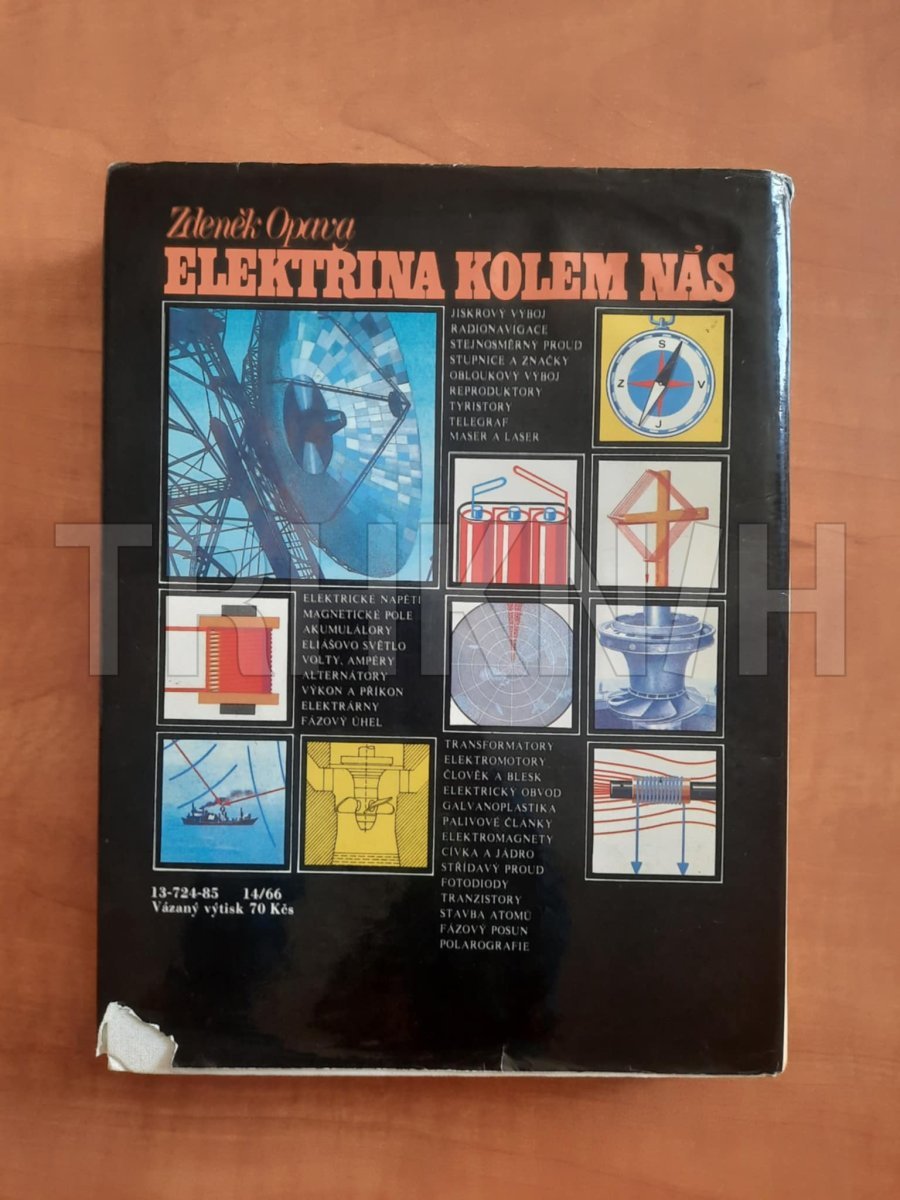 Zdeněk Opava
ELEKTŘINA KOLEM NÁS
JISKROVÝ VÝBOJ
RADIONAVIGACE
STEJNOSMĚRNÝ PROUD
STUPNICE A ZNAČKY
OBLOUKOVÝ VÝBOJ
REPRODUKTORY
TYRISTORY
TELEGRAF
MASER A LASER
S
Z V
J
ELEKTRICKÉ NAPĚTÍ
MAGNETICKÉ POLE
AKUMULÁLORY
ELIÁŠOVO SVĚTLO
VOLTY, AMPÉRY
ALTERNÁTORY
VÝKON A PŘÍKON
ELEKTRÁRNY
FÁZOVÝ ÚHEL
TRANSFORMÁTORY
ELEKTROMOTORY
ČLOVĚK A BLESK
ELEKTRICKÝ OBVOD
GALVANOPLASTIKA
PALIVOVÉ ČLÁNKY
ELEKTROMAGNETY
CÍVKA A JÁDRO
STŘÍDAVÝ PROUD
FOTODIODY
TRANZISTORY
STAVBA ATOMŮ
FÁZOVÝ POSUN
POLAROGRAFIE
13-724-85 14/66
Vázaný výtisk 70 Kčs